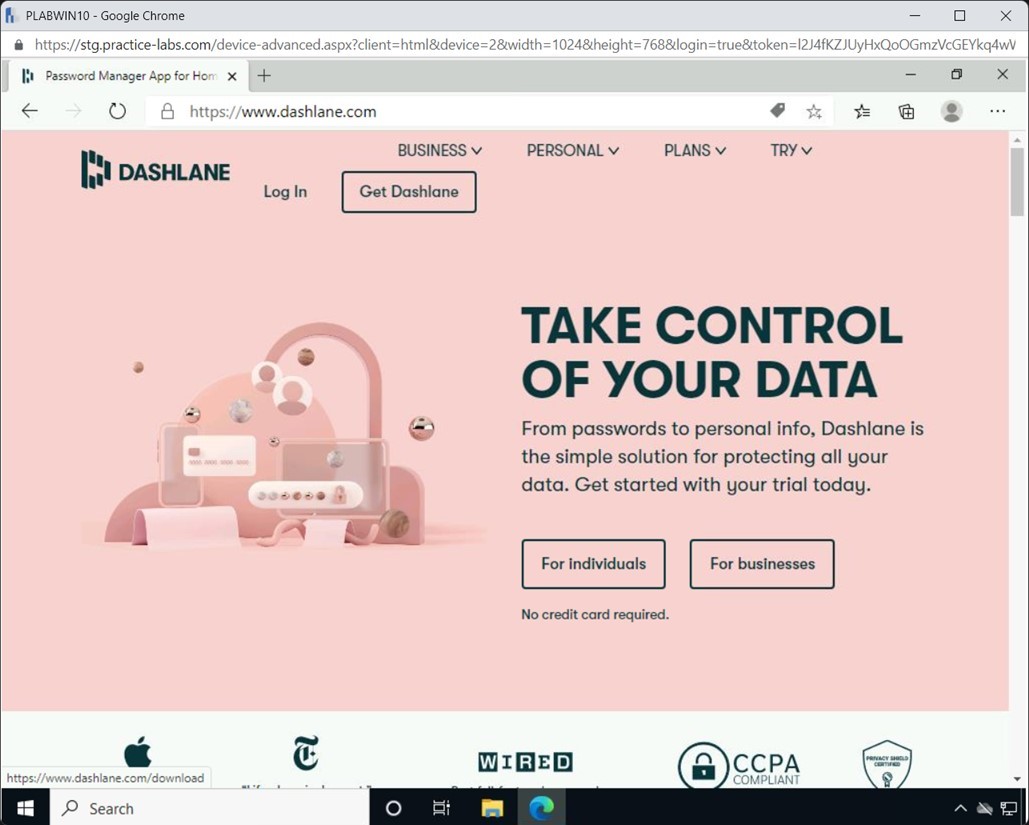 PLABWIN10 - Google Chrome
https://stg.practice-labs.com/device-advanced.aspx?client=html&device=2&width=1024&height=768&login=true&token=
Password Manager App for Hom
https://www.dashlane.com
DASHLANE
BUSINESS
PERSONAL
PLANS
TRY
Log In
Get Dashlane
TAKE CONTROL
OF YOUR DATA
From passwords to personal info, Dashlane is
the simple solution for protecting all your
data. Get started with your trial today.
For individuals
For businesses
No credit card required.
T
WIRED
CCPA
COMPLIANT
PRIVACY SHIELD
CERTIFIED
https://www.dashlane.com/download
Search